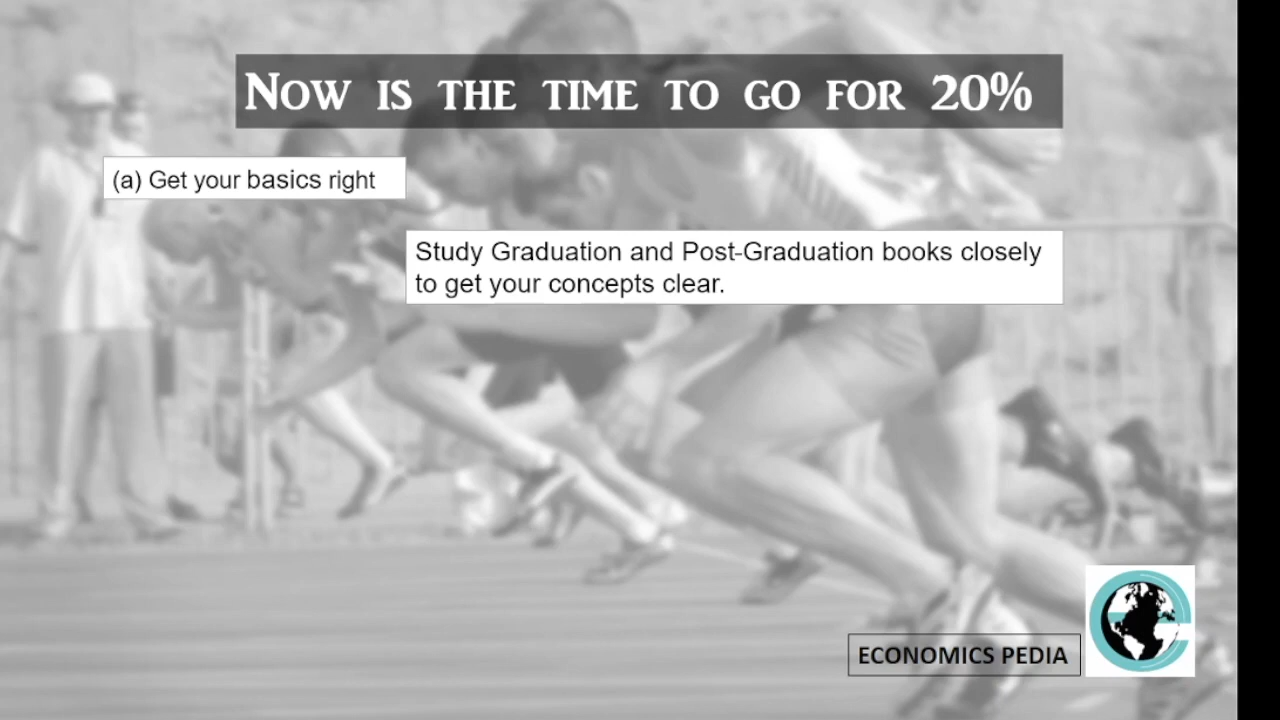 NOW IS THE TIME TO GO FOR 20%
(a) Get your basics right
Study Graduation and Post-Graduation books closely
to get your concepts clear.
ECONOMICS PEDIA